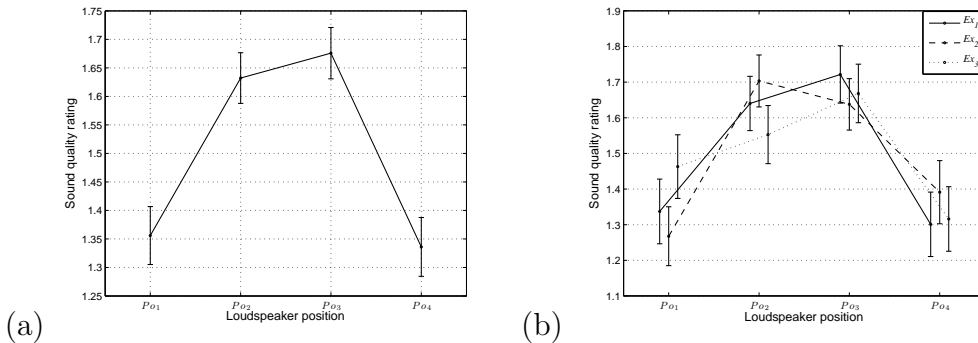 1.75
1.7
1.65
1.6
1.55
1.5
1.45
1.4
1.35
1.3
1.25
Sound quality rating
Po1 Po2 Po3 Po4
Loudspeaker position
(a)
1.9
1.8
1.7
1.6
1.5
1.4
1.3
1.2
1.1
Sound quality rating
Ex1
Ex2
Ex3
Po1 Po2 Po3 Po4
Loudspeaker position
(b)